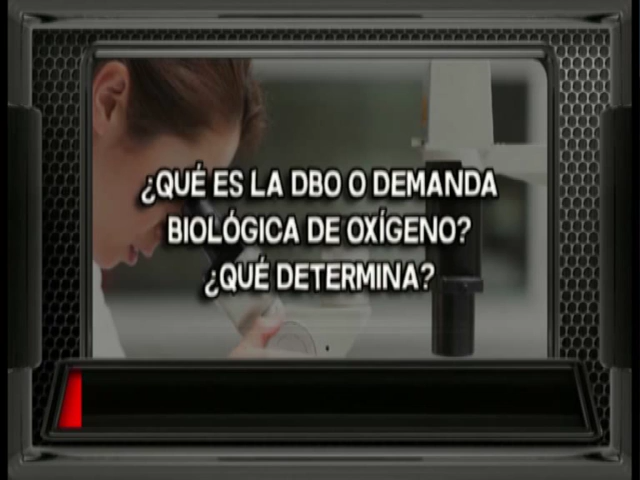 ¿QUÉ ES LA DBO O DEMANDA
BIOLÓGICA DE OXÍGENO?
¿QUÉ DETERMINA?